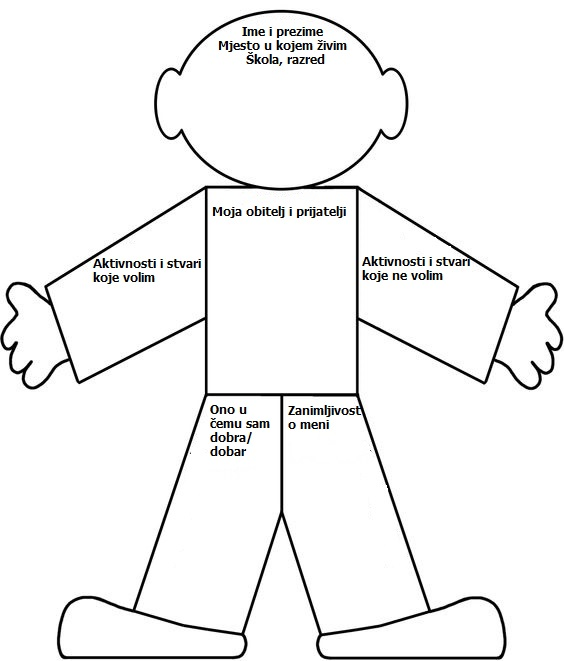 Ime i prezime
Mjesto u kojem živim
Škola, razred
Moja obitelj i prijatelji
Aktivnosti i stvari
koje volim
Aktivnosti i stvari
koje ne volim
Ono u
čemu sam
dobra/
dobar
Zanimljivost
o meni